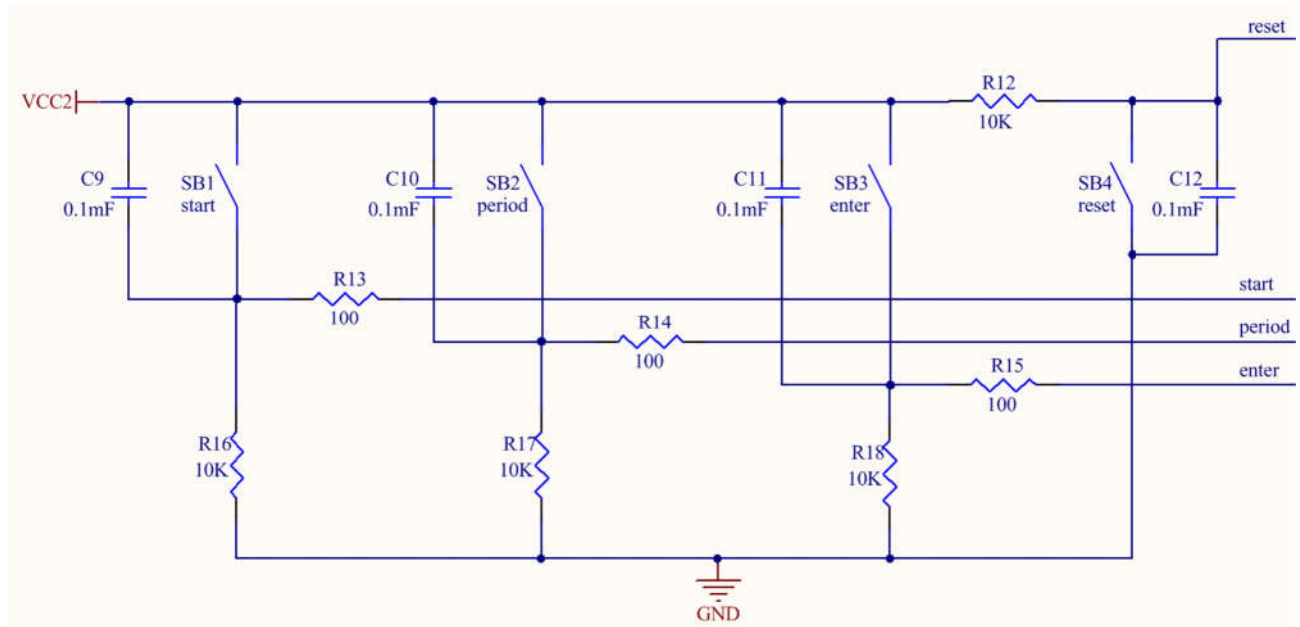 reset
VCC2
R12
10K
C9
0.1mF
SB1
start
C10
0.1mF
SB2
period
C11
0.1mF
SB3
enter
SB4
reset
C12
0.1mF
R13
100
start
R14
100
period
R15
100
enter
R16
10K
R17
10K
R18
10K
GND